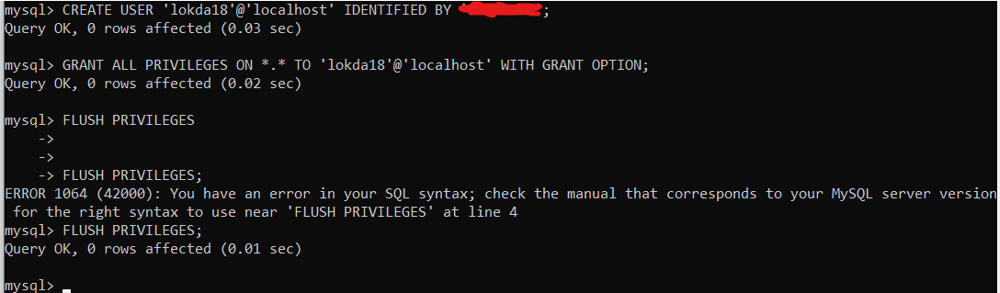 mysql> CREATE USER 'lokda18'@'localhost' IDENTIFIED BY ;
Query OK, 0 rows affected (0.03 sec)
mysql> GRANT ALL PRIVILEGES ON *.* TO 'lokda18'@'localhost' WITH GRANT OPTION;
Query OK, 0 rows affected (0.02 sec)
mysql> FLUSH PRIVILEGES
->
->
-> FLUSH PRIVILEGES;
ERROR 1064 (42000): You have an error in your SQL syntax; check the manual that corresponds to your MySQL server version
for the right syntax to use near 'FLUSH PRIVILEGES' at line 4
mysql> FLUSH PRIVILEGES;
Query OK, 0 rows affected (0.01 sec)
mysql>